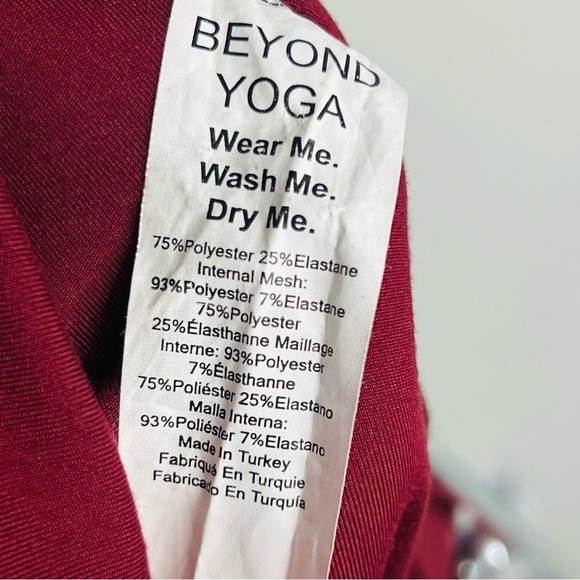 BEYOND
YOGA
Wear Me.
Wash Me.
Dry Me.
75%Polyester 25%Elastane
Internal Mesh:
93%Polyester 7%Elastane
75%Polyester
25%Élasthanne Maillage
Interne: 93%Polyester
7%Élasthanne
75%Poliéster 25%Elastano
Malla Interna:
93%Poliéster 7%Elastano
Made In Turkey
Fabriqué En Turquie
Fabricado En Turquía